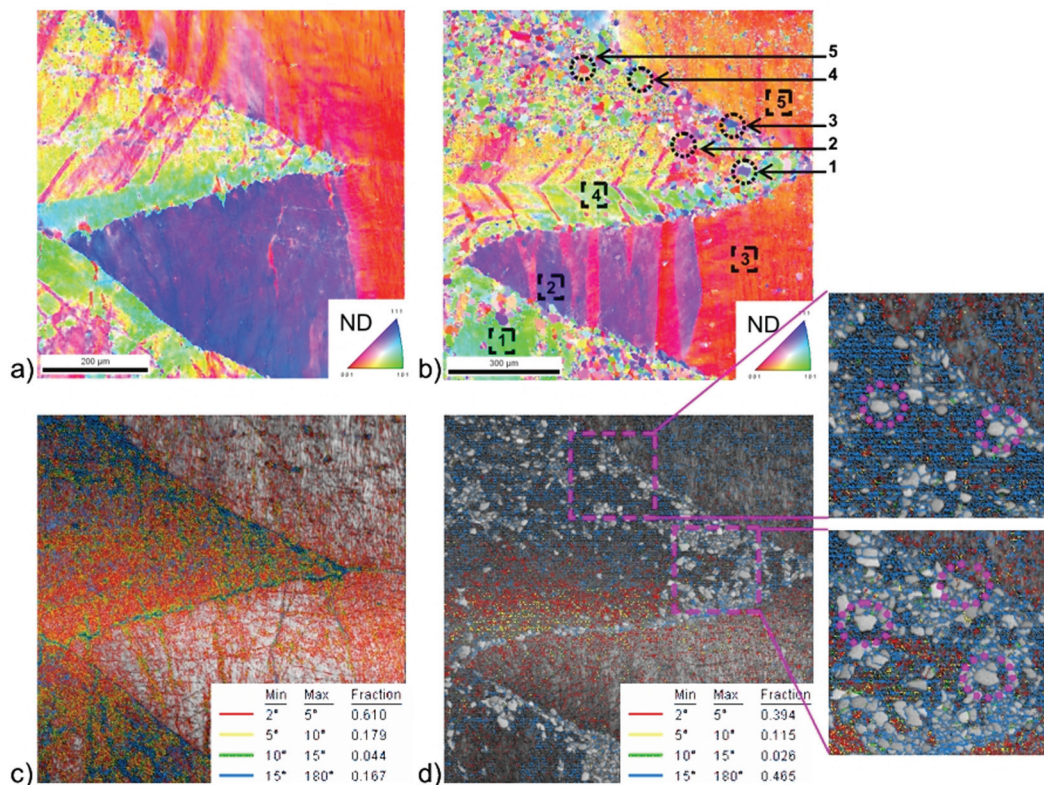 5
4
5
3
2
1
4
3
2
1
ND
111
001 101
200 µm
a)
ND
111
001 101
300 µm
b)
Min Max Fraction
2° 5° 0.610
5° 10° 0.179
10° 15° 0.044
15° 180° 0.167
c)
Min Max Fraction
2° 5° 0.394
5° 10° 0.115
10° 15° 0.026
15° 180° 0.465
d)